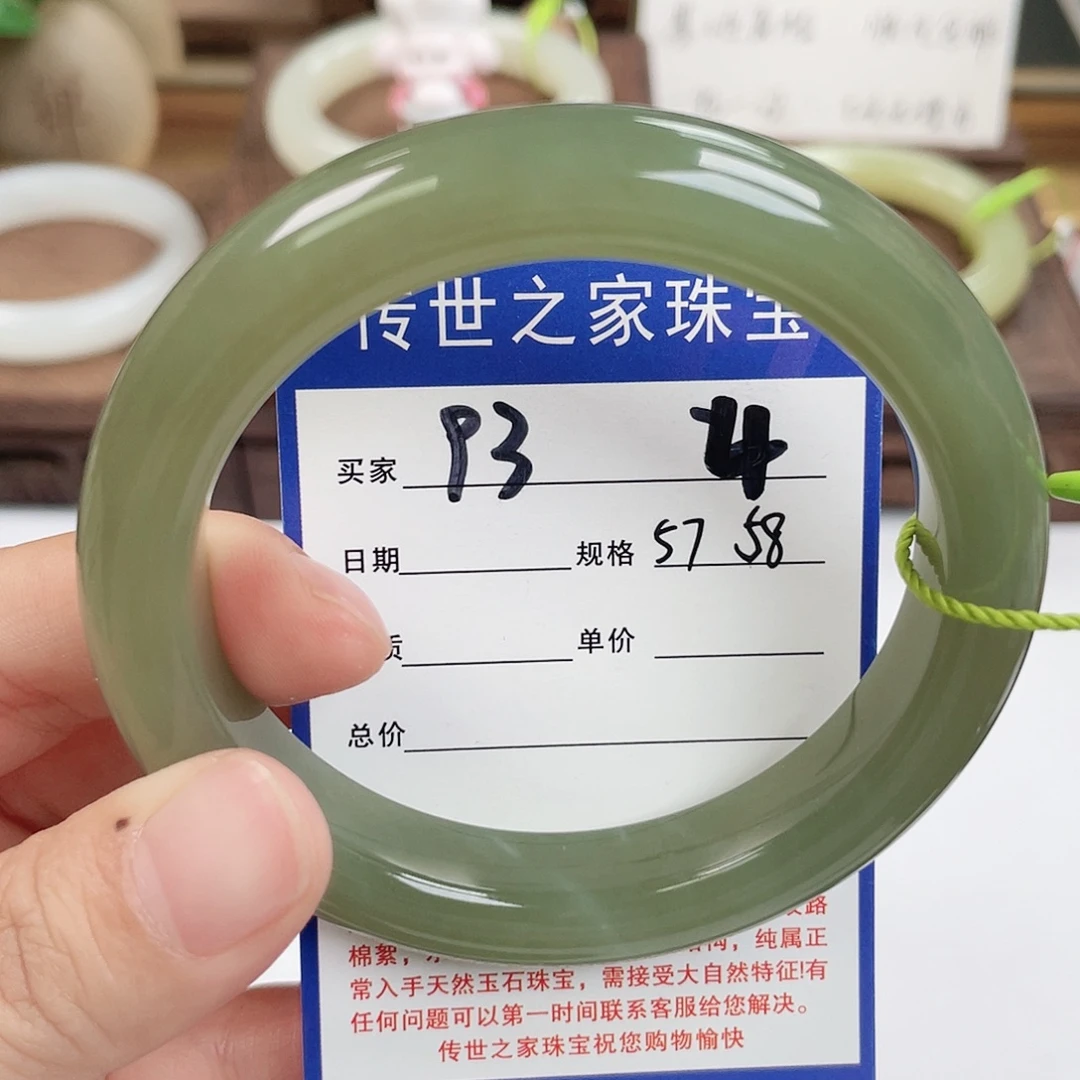 传世之家珠宝
买家 93
日期 规格 57 58
质 单价
总价
棉絮,
常入手天然玉石珠宝,需接受大自然特征!有
任何问题可以第一时间联系客服给您解决。
传世之家珠宝祝您购物愉快